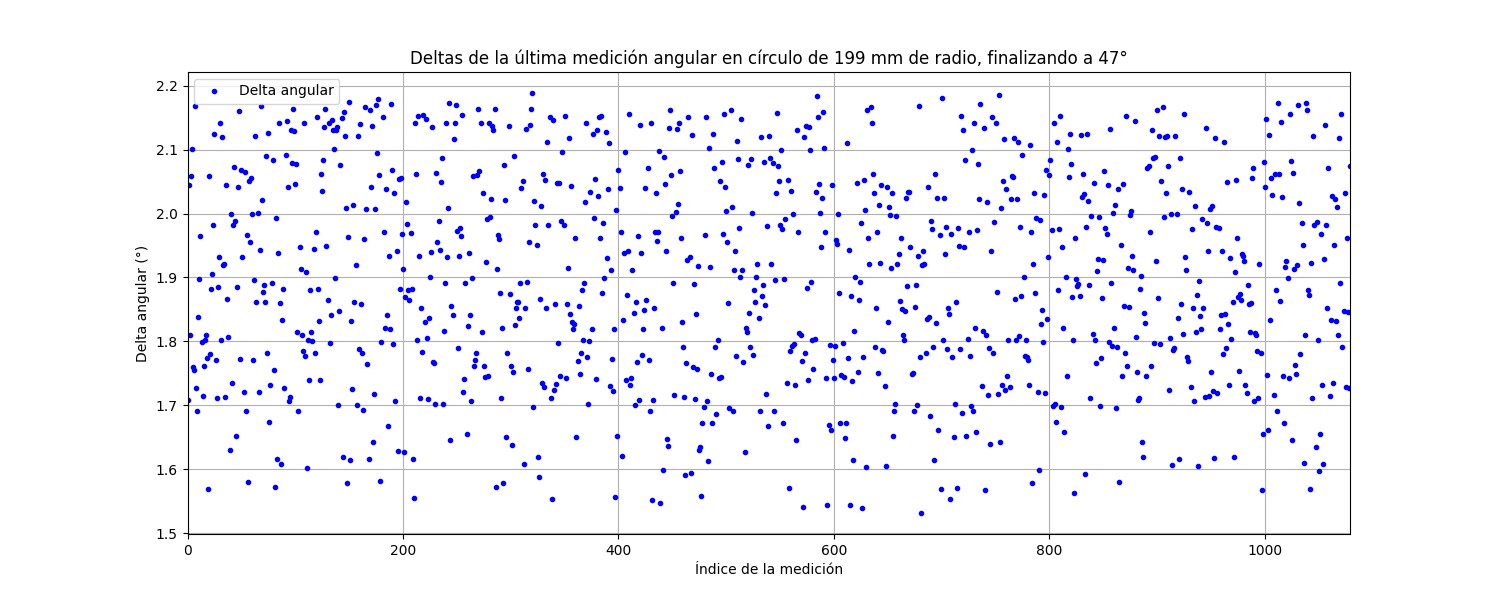 Deltas de la última medición angular en círculo de 199 mm de radio, finalizando a 47°
Delta angular
Delta angular (°)
2.2
2.1
2.0
1.9
1.8
1.7
1.6
1.5
0 200 400 600 800 1000
Índice de la medición